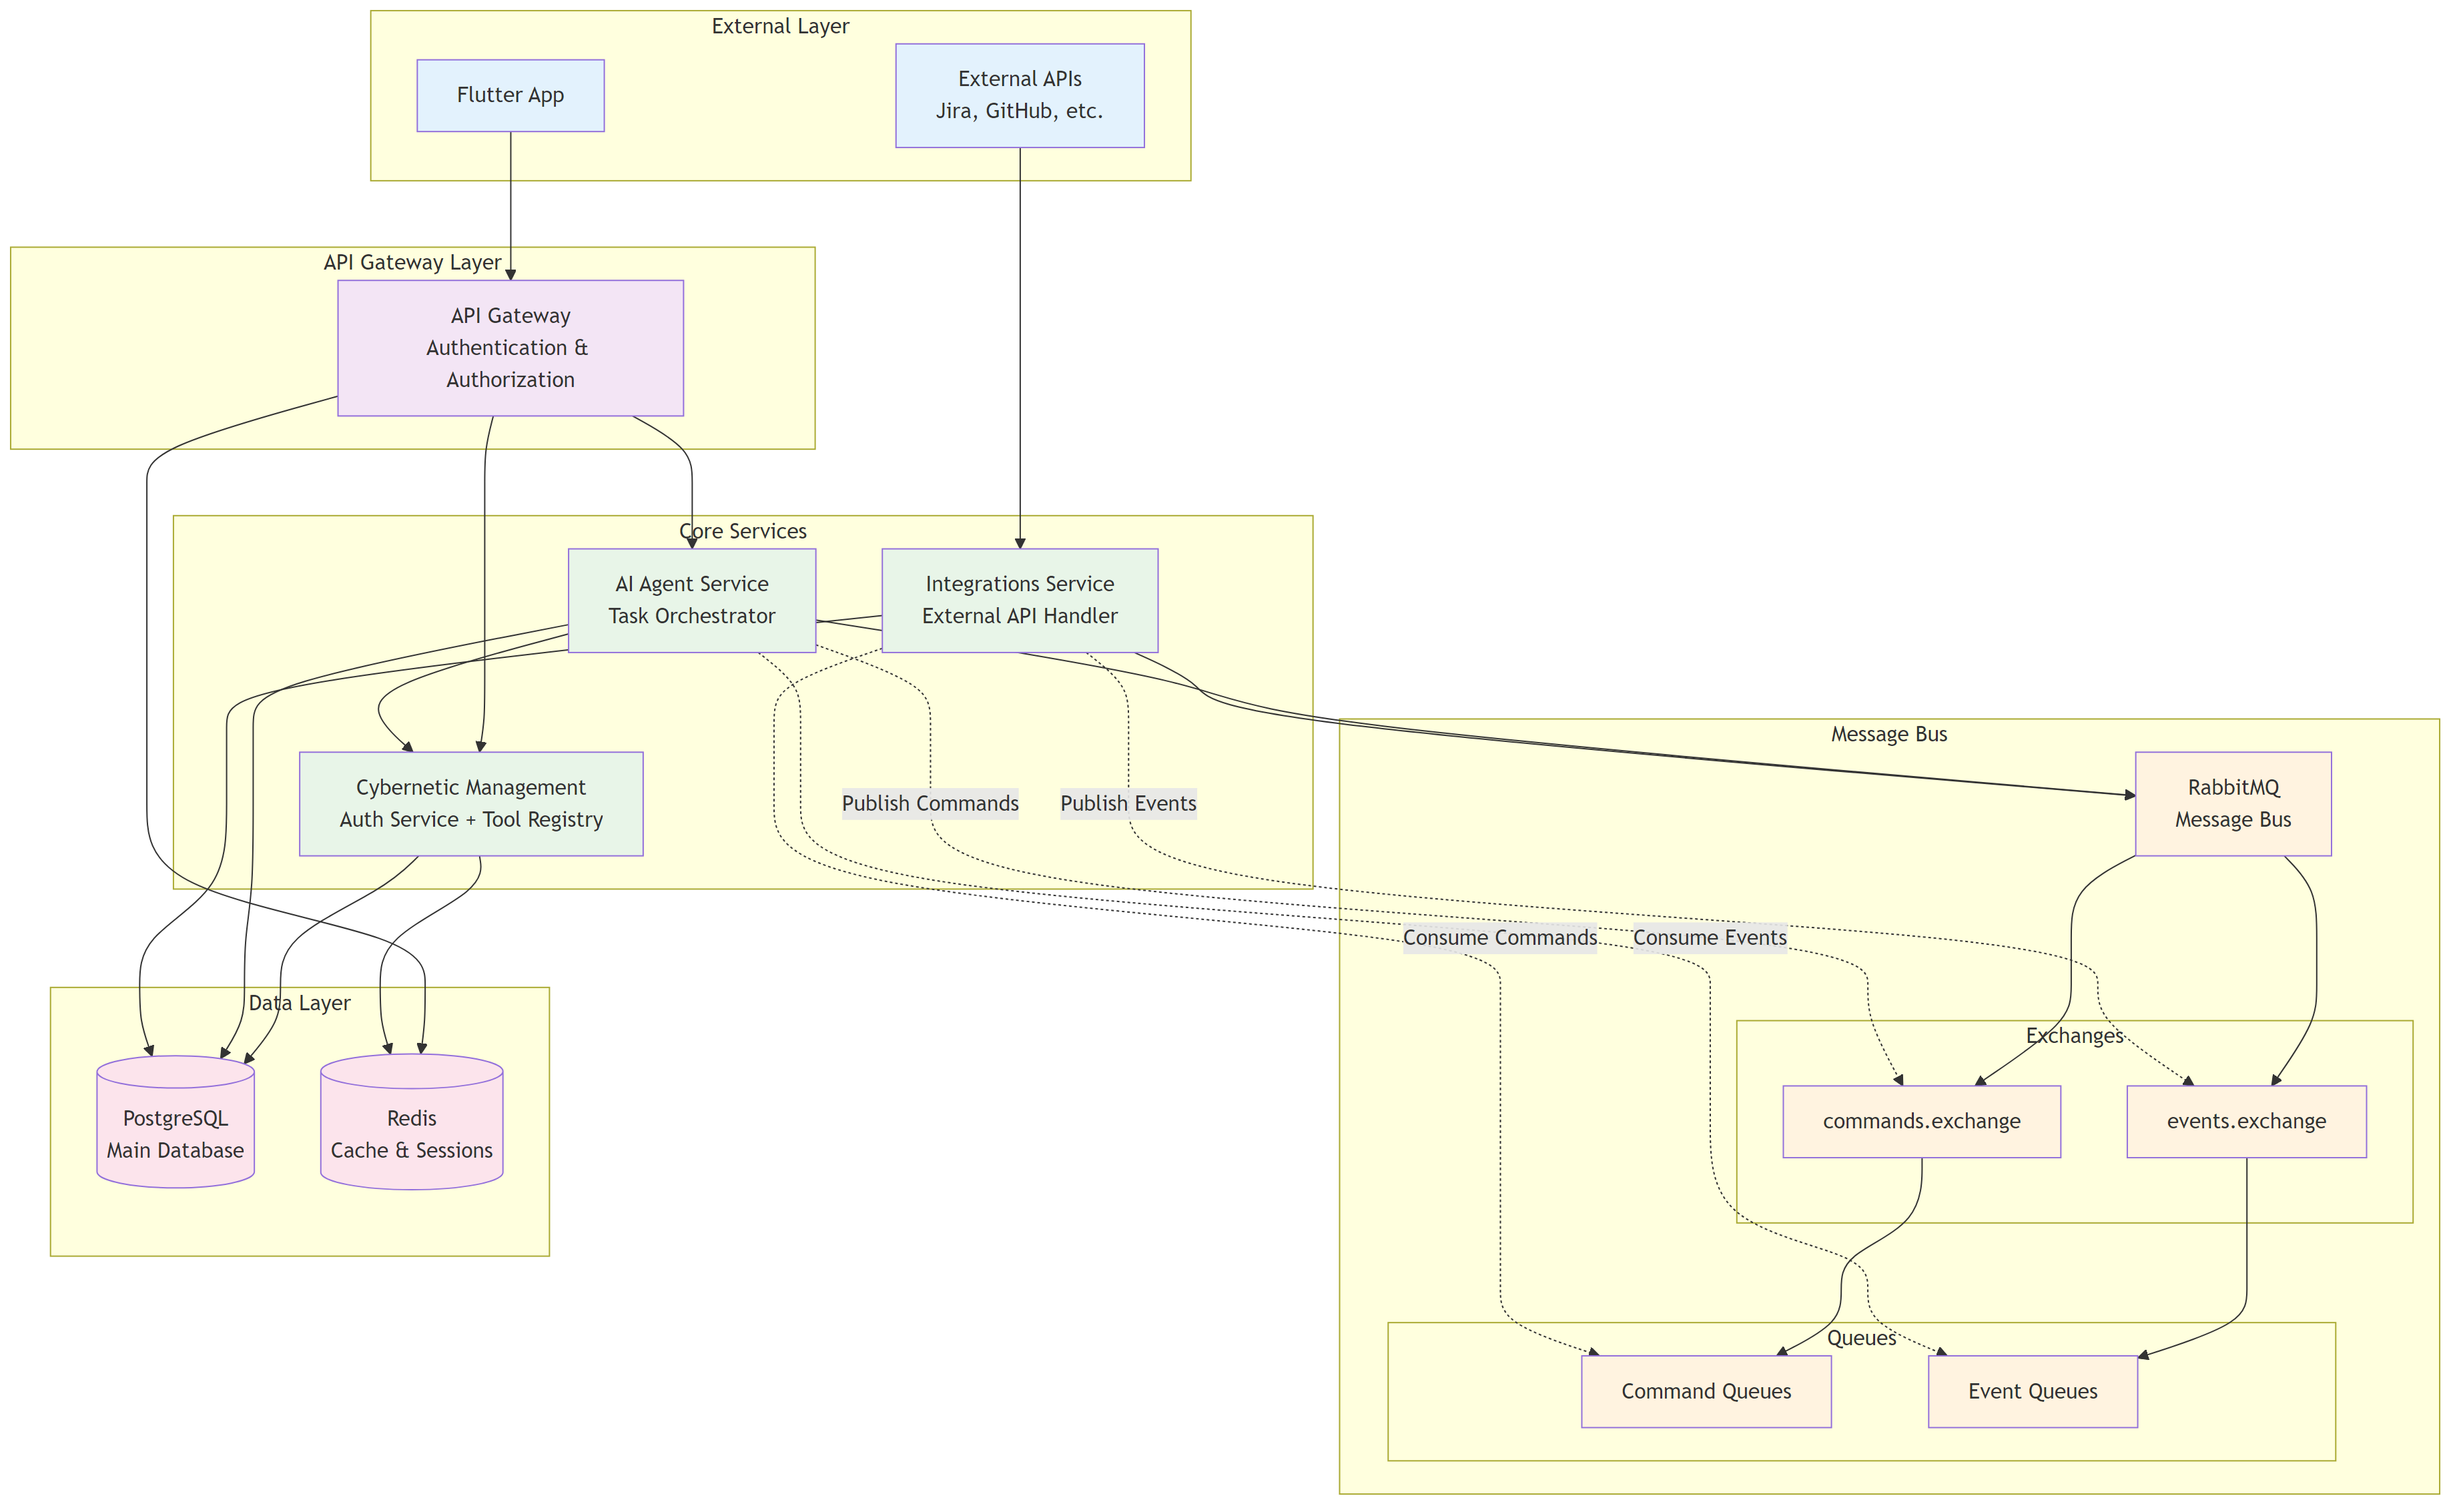 External Layer
Flutter App
External APIs
Jira, GitHub, etc.
API Gateway Layer
API Gateway
Authentication &
Authorization
Core Services
AI Agent Service
Task Orchestrator
Integrations Service
External API Handler
Message Bus
Cybernetic Management
Auth Service + Tool Registry
Publish Commands
Publish Events
RabbitMQ
Message Bus
Consume Commands
Consume Events
Data Layer
PostgreSQL
Main Database
Redis
Cache & Sessions
Exchanges
commands.exchange
events.exchange
Queues
Command Queues
Event Queues